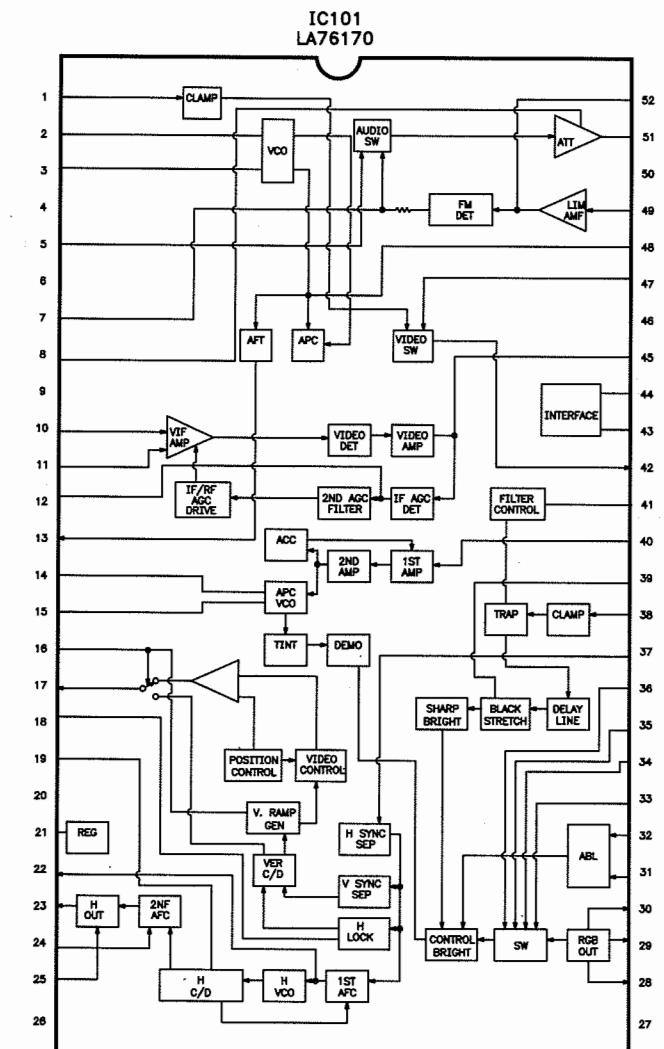 IC101
LA76170
1
CLAMP
52
2
VCO
AUDIO
SW
ATT
51
3
50
4
FM
DET
LIM
AMF
49
5
48
6
47
7
46
8
AFT
APC
VIDEO
SW
45
9
44
INTERFACE
10
VIF
AMP
VIDEO
DET
VIDEO
AMP
43
11
42
12
IF/RF
AGC
DRIVE
2ND AGC
FILTER
IF AGC
DET
FILTER
CONTROL
41
13
ACC
40
14
2ND
AMP
1ST
AMP
39
15
APC
VCO
TRAP
CLAMP
38
16
TINT
DEMO
37
17
36
18
SHARP
BRIGHT
BLACK
STRETCH
DELAY
LINE
35
19
POSITION
CONTROL
VIDEO
CONTROL
34
20
V. RAMP
GEN
33
21
REG
H SYNC
SEP
ABL
32
22
VER
C/D
V SYNC
SEP
31
23
H
OUT
2NF
AFC
H
LOCK
30
24
CONTROL
BRIGHT
SW
RGB
OUT
29
25
H
C/D
H
VCO
1ST
AFC
28
26
27